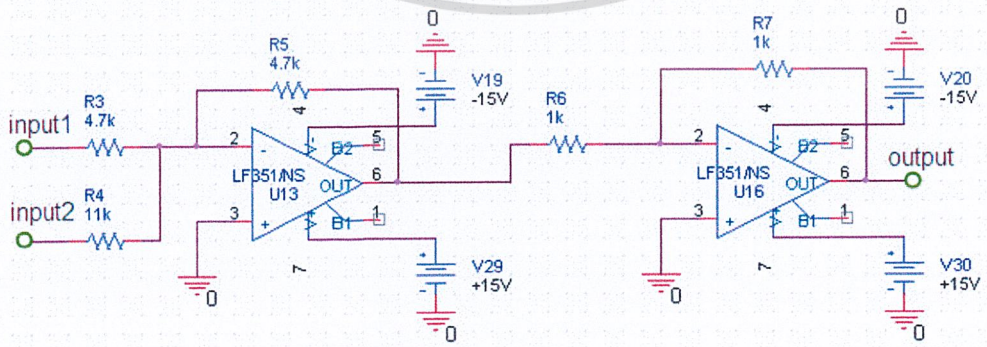 0
0
R5
4.7k
R7
1k
V19
-15V
V20
-15V
R3
4.7k
input1
R6
1k
4
4
2
-
5
B2
2
-
5
B2
LF351/NS
U13
OUT
6
LF351/NS
U16
OUT
6
output
R4
11k
input2
3
+
1
B1
3
+
1
B1
7
7
V29
+15V
V30
+15V
0
0
0
0